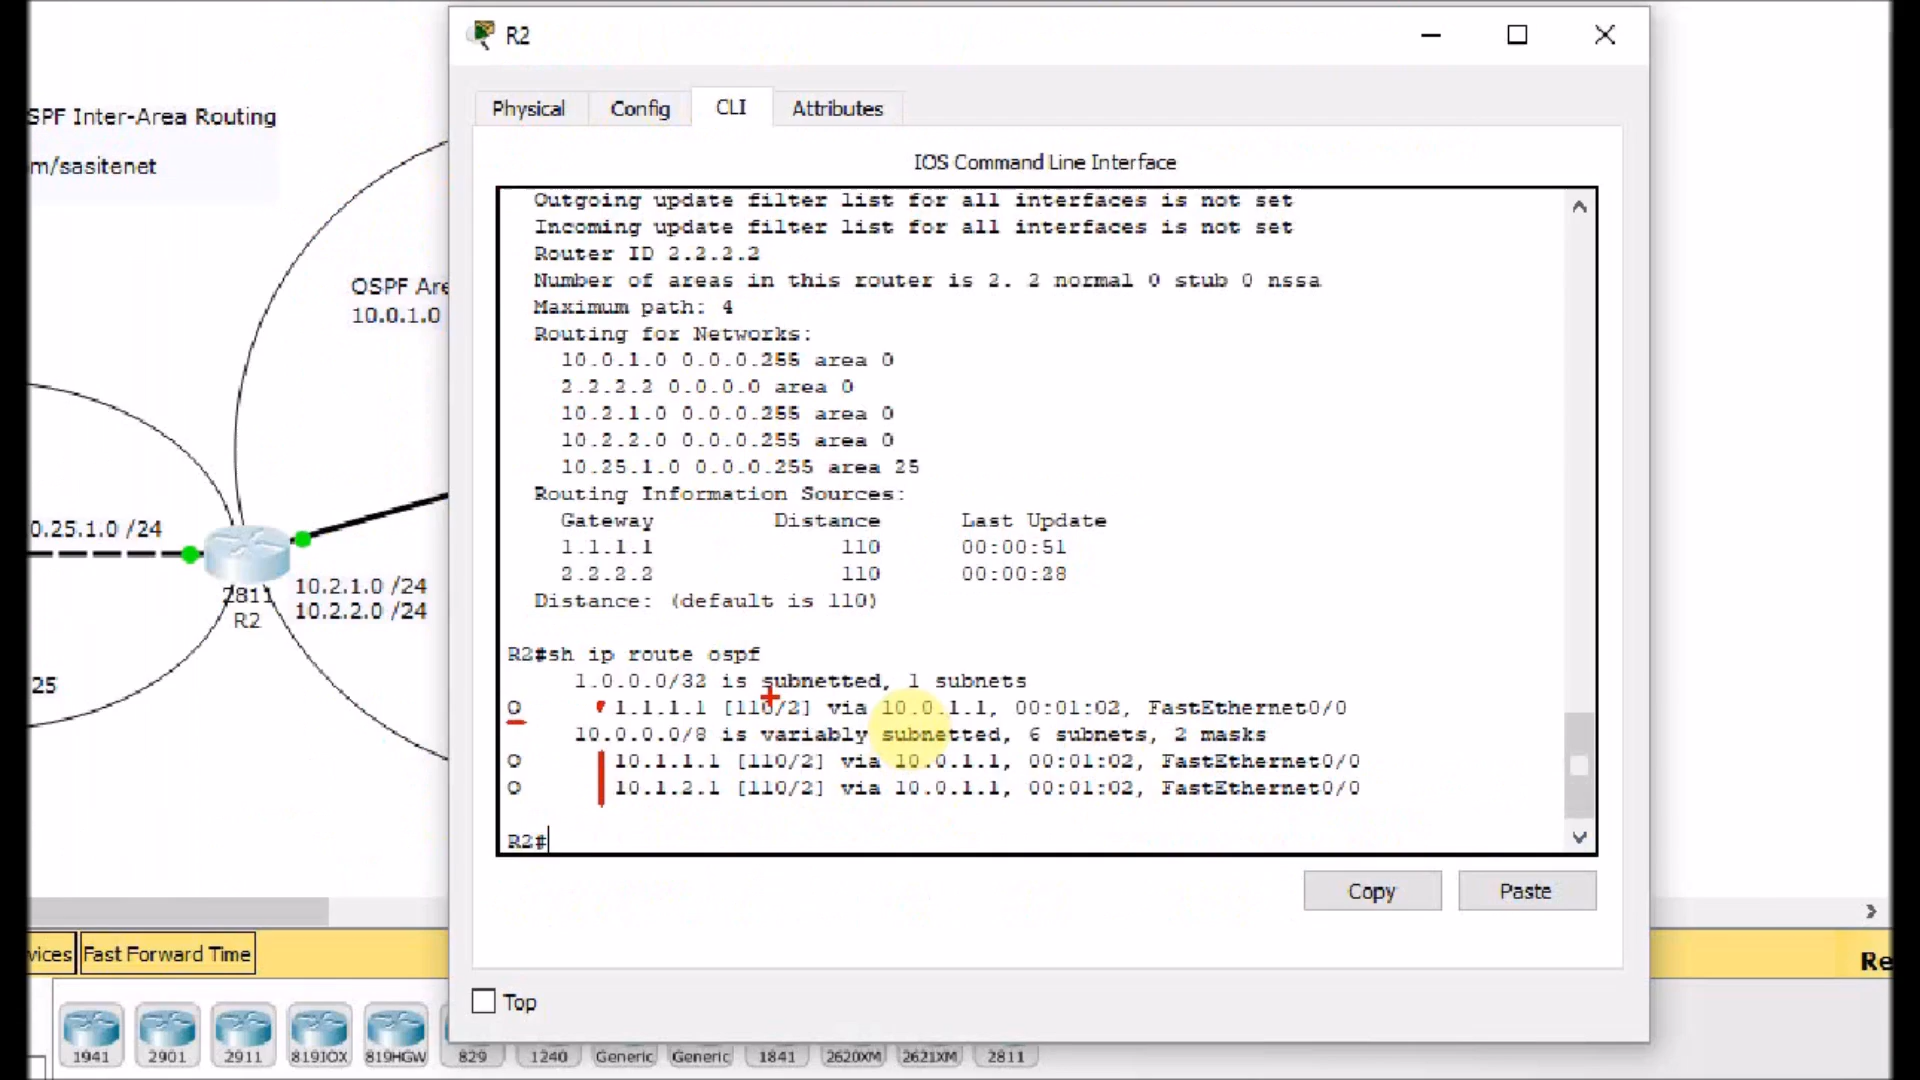 R2
Physical
Config
CLI
Attributes
IOS Command Line Interface
SPF Inter-Area Routing
m/sasitenet
OSPF Are
10.0.1.0
0.25.1.0 /24
10.2.1.0 /24
10.2.2.0 /24
2811
R2
25
Outgoing update filter list for all interfaces is not set
Incoming update filter list for all interfaces is not set
Router ID 2.2.2.2
Number of areas in this router is 2. 2 normal 0 stub 0 nssa
Maximum path: 4
Routing for Networks:
10.0.1.0 0.0.0.255 area 0
2.2.2.2 0.0.0.0 area 0
10.2.1.0 0.0.0.255 area 0
10.2.2.0 0.0.0.255 area 0
10.25.1.0 0.0.0.255 area 25
Routing Information Sources:
Gateway Distance Last Update
1.1.1.1 110 00:00:51
2.2.2.2 110 00:00:28
Distance: (default is 110)
R2#sh ip route ospf
1.0.0.0/32 is subnetted, 1 subnets
O 1.1.1.1 [110/2] via 10.0.1.1, 00:01:02, FastEthernet0/0
10.0.0.0/8 is variably subnetted, 6 subnets, 2 masks
O 10.1.1.1 [110/2] via 10.0.1.1, 00:01:02, FastEthernet0/0
O 10.1.2.1 [110/2] via 10.0.1.1, 00:01:02, FastEthernet0/0
R2#
Copy
Paste
Top
vices
Fast Forward Time
Re
1941
2901
2911
819IOX
819HGW
829
1240
Generic
Generic
1841
2620XM
2621XM
2811